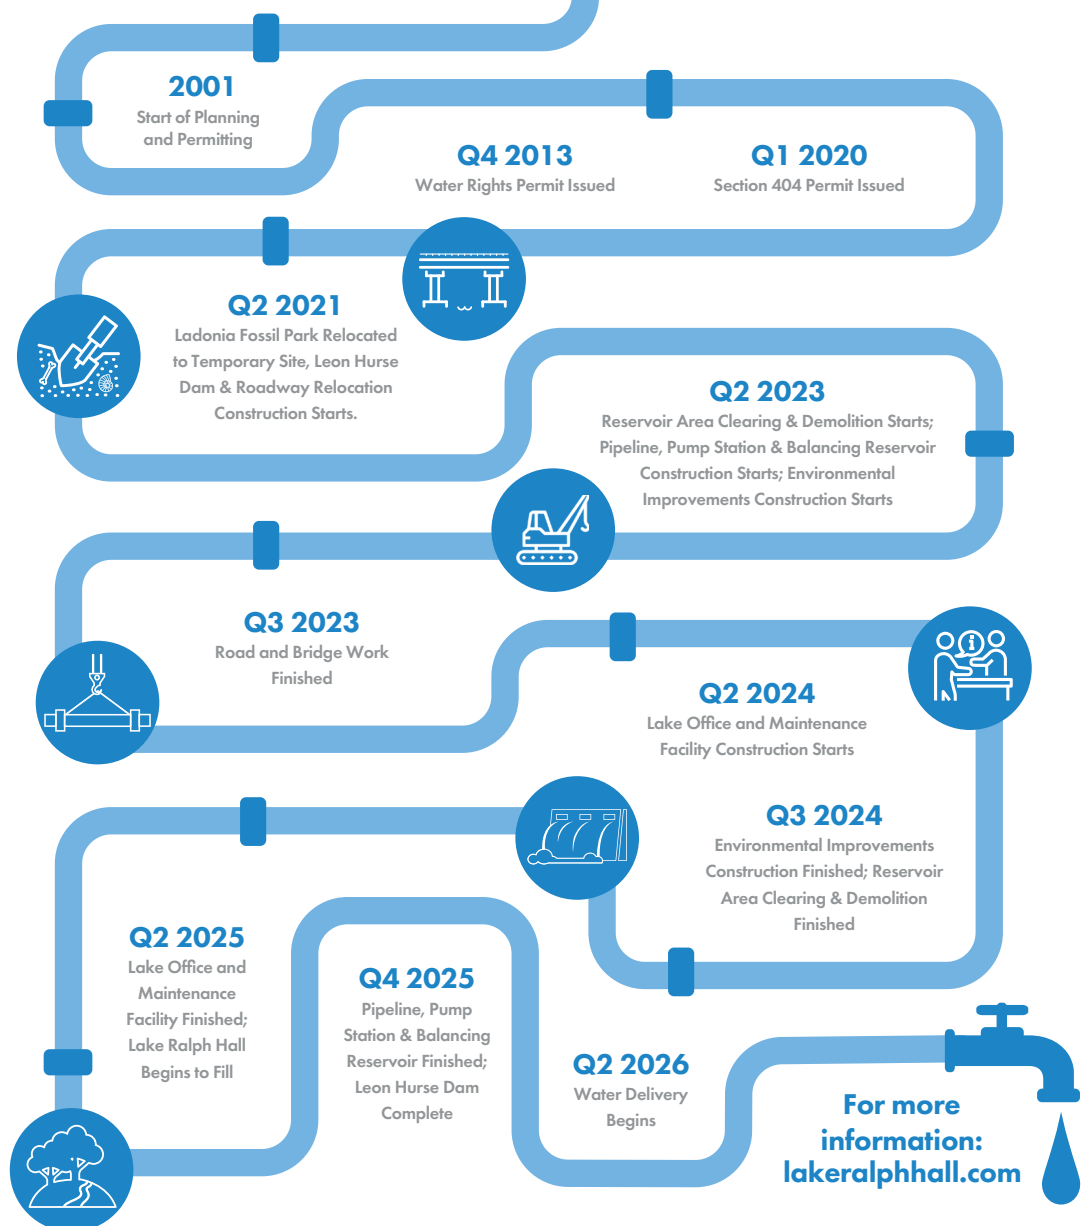 2001
Start of Planning
and Permitting
Q4 2013
Water Rights Permit Issued
Q1 2020
Section 404 Permit Issued
Q2 2021
Ladonia Fossil Park Relocated
to Temporary Site, Leon Hurse
Dam & Roadway Relocation
Construction Starts.
Q2 2023
Reservoir Area Clearing & Demolition Starts;
Pipeline, Pump Station & Balancing Reservoir
Construction Starts; Environmental
Improvements Construction Starts
Q3 2023
Road and Bridge Work
Finished
Q2 2024
Lake Office and Maintenance
Facility Construction Starts
Q3 2024
Environmental Improvements
Construction Finished; Reservoir
Area Clearing & Demolition
Finished
Q2 2025
Lake Office and
Maintenance
Facility Finished;
Lake Ralph Hall
Begins to Fill
Q4 2025
Pipeline, Pump
Station & Balancing
Reservoir Finished;
Leon Hurse Dam
Complete
Q2 2026
Water Delivery
Begins
For more
information:
lakeralphhall.com